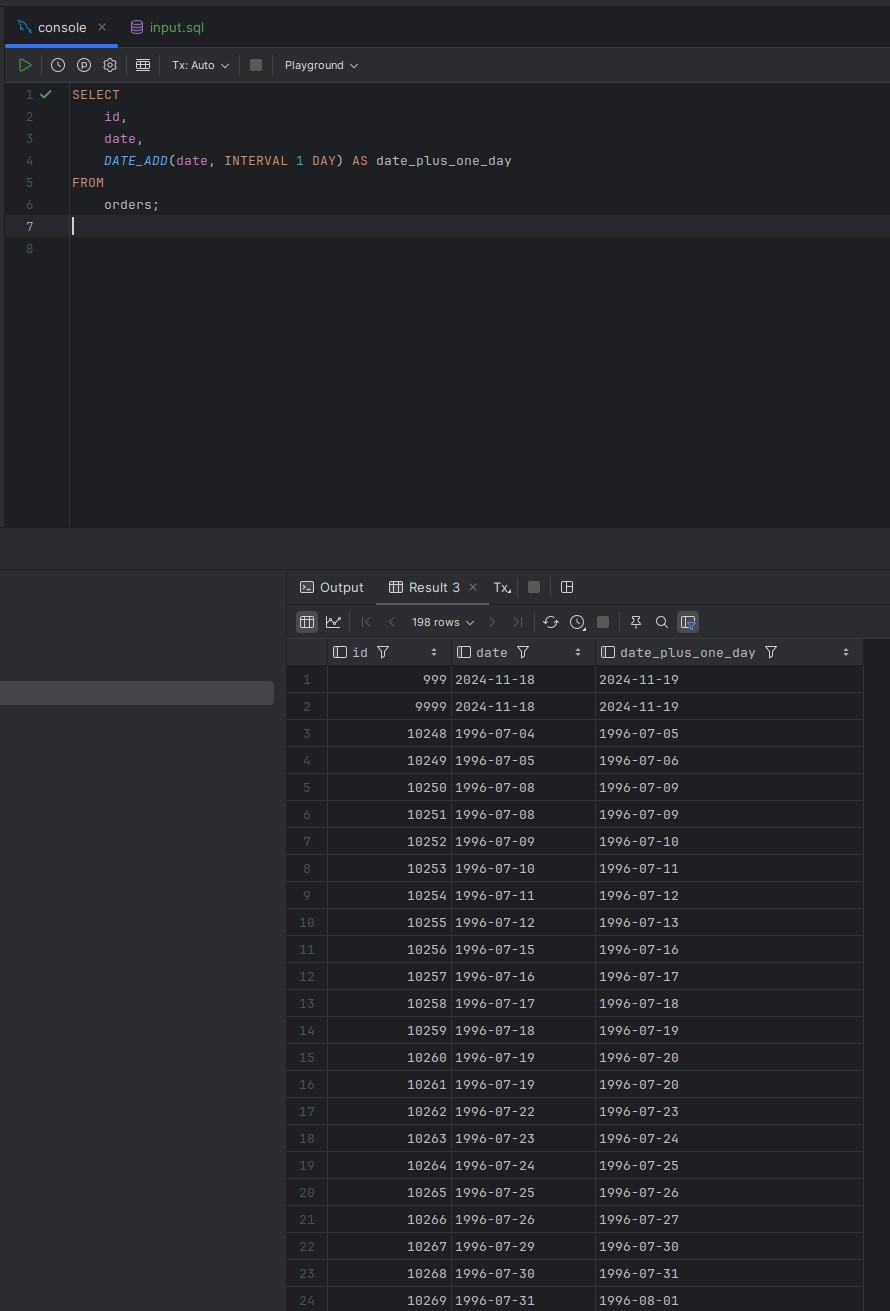 console input.sql
Tx: Auto Playground
1 SELECT
2 id,
3 date,
4 DATE_ADD(date, INTERVAL 1 DAY) AS date_plus_one_day
5 FROM
6 orders;
7
8
Output Result 3 Tx
198 rows
id date date_plus_one_day
1 999 2024-11-18 2024-11-19
2 9999 2024-11-18 2024-11-19
3 10248 1996-07-04 1996-07-05
4 10249 1996-07-05 1996-07-06
5 10250 1996-07-08 1996-07-09
6 10251 1996-07-08 1996-07-09
7 10252 1996-07-09 1996-07-10
8 10253 1996-07-10 1996-07-11
9 10254 1996-07-11 1996-07-12
10 10255 1996-07-12 1996-07-13
11 10256 1996-07-15 1996-07-16
12 10257 1996-07-16 1996-07-17
13 10258 1996-07-17 1996-07-18
14 10259 1996-07-18 1996-07-19
15 10260 1996-07-19 1996-07-20
16 10261 1996-07-19 1996-07-20
17 10262 1996-07-22 1996-07-23
18 10263 1996-07-23 1996-07-24
19 10264 1996-07-24 1996-07-25
20 10265 1996-07-25 1996-07-26
21 10266 1996-07-26 1996-07-27
22 10267 1996-07-29 1996-07-30
23 10268 1996-07-30 1996-07-31
24 10269 1996-07-31 1996-08-01